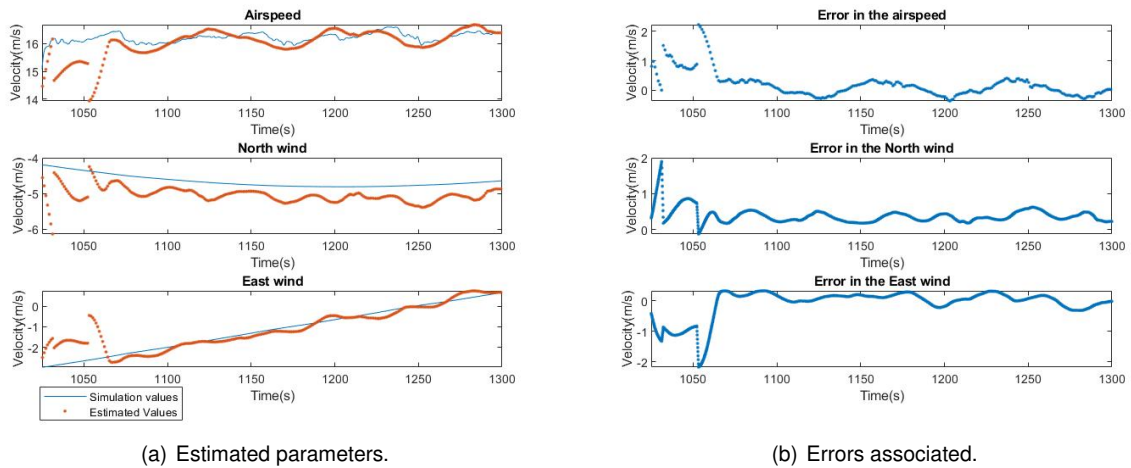 Airspeed
Velocity(m/s)
16
15
14
1050 1100 1150 1200 1250 1300
Time(s)
North wind
Velocity(m/s)
-4
-5
-6
1050 1100 1150 1200 1250 1300
Time(s)
East wind
Velocity(m/s)
0
-1
-2
1050 1100 1150 1200 1250 1300
Time(s)
Simulation values
Estimated Values
(a) Estimated parameters.
Error in the airspeed
Velocity(m/s)
2
1
0
1050 1100 1150 1200 1250 1300
Time(s)
Error in the North wind
Velocity(m/s)
2
1
0
1050 1100 1150 1200 1250 1300
Time(s)
Error in the East wind
Velocity(m/s)
0
-1
-2
1050 1100 1150 1200 1250 1300
Time(s)
(b) Errors associated.